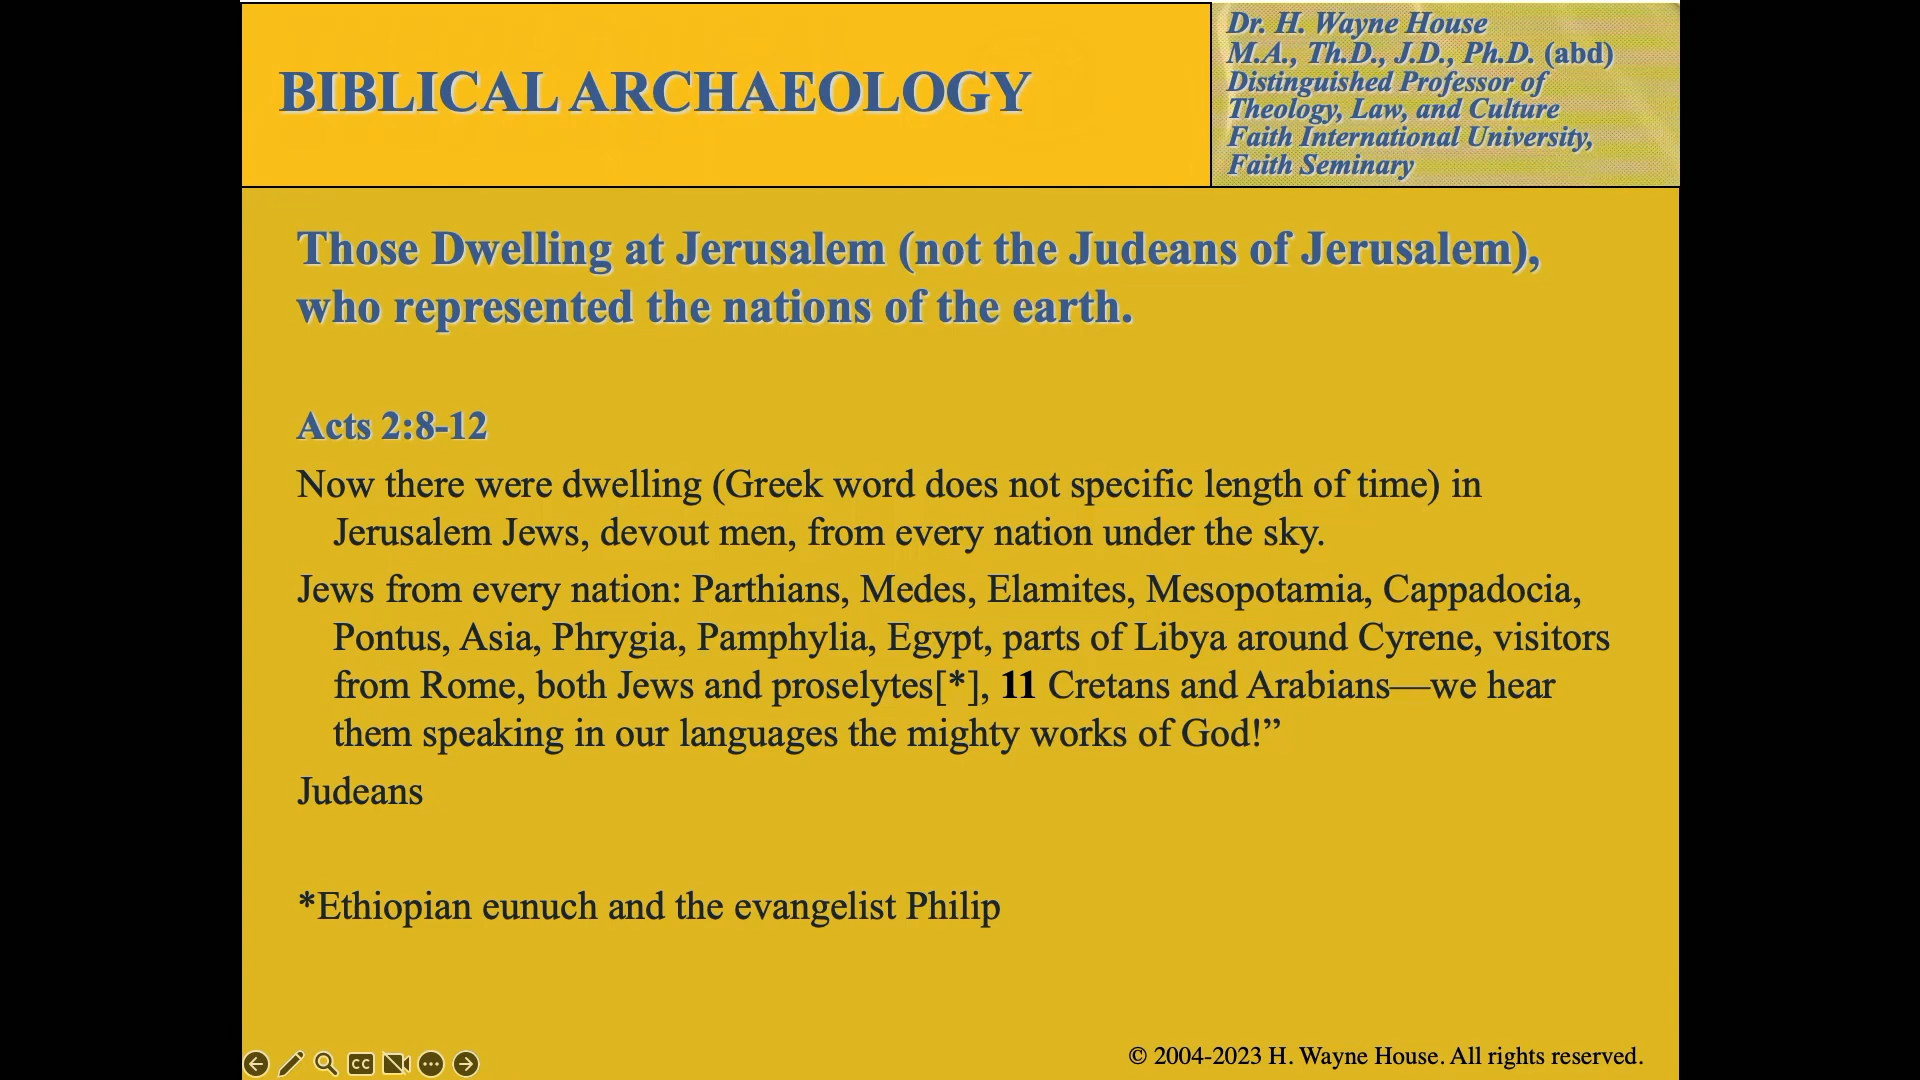 BIBLICAL ARCHAEOLOGY
Dr. H. Wayne House
M.A., Th.D., J.D., Ph.D. (abd)
Distinguished Professor of
Theology, Law, and Culture
Faith International University,
Faith Seminary
Those Dwelling at Jerusalem (not the Judeans of Jerusalem),
who represented the nations of the earth.
Acts 2:8-12
Now there were dwelling (Greek word does not specific length of time) in
Jerusalem Jews, devout men, from every nation under the sky.
Jews from every nation: Parthians, Medes, Elamites, Mesopotamia, Cappadocia,
Pontus, Asia, Phrygia, Pamphylia, Egypt, parts of Libya around Cyrene, visitors
from Rome, both Jews and proselytes[*], 11 Cretans and Arabians—we hear
them speaking in our languages the mighty works of God!”
Judeans
*Ethiopian eunuch and the evangelist Philip
CC
© 2004-2023 H. Wayne House. All rights reserved.